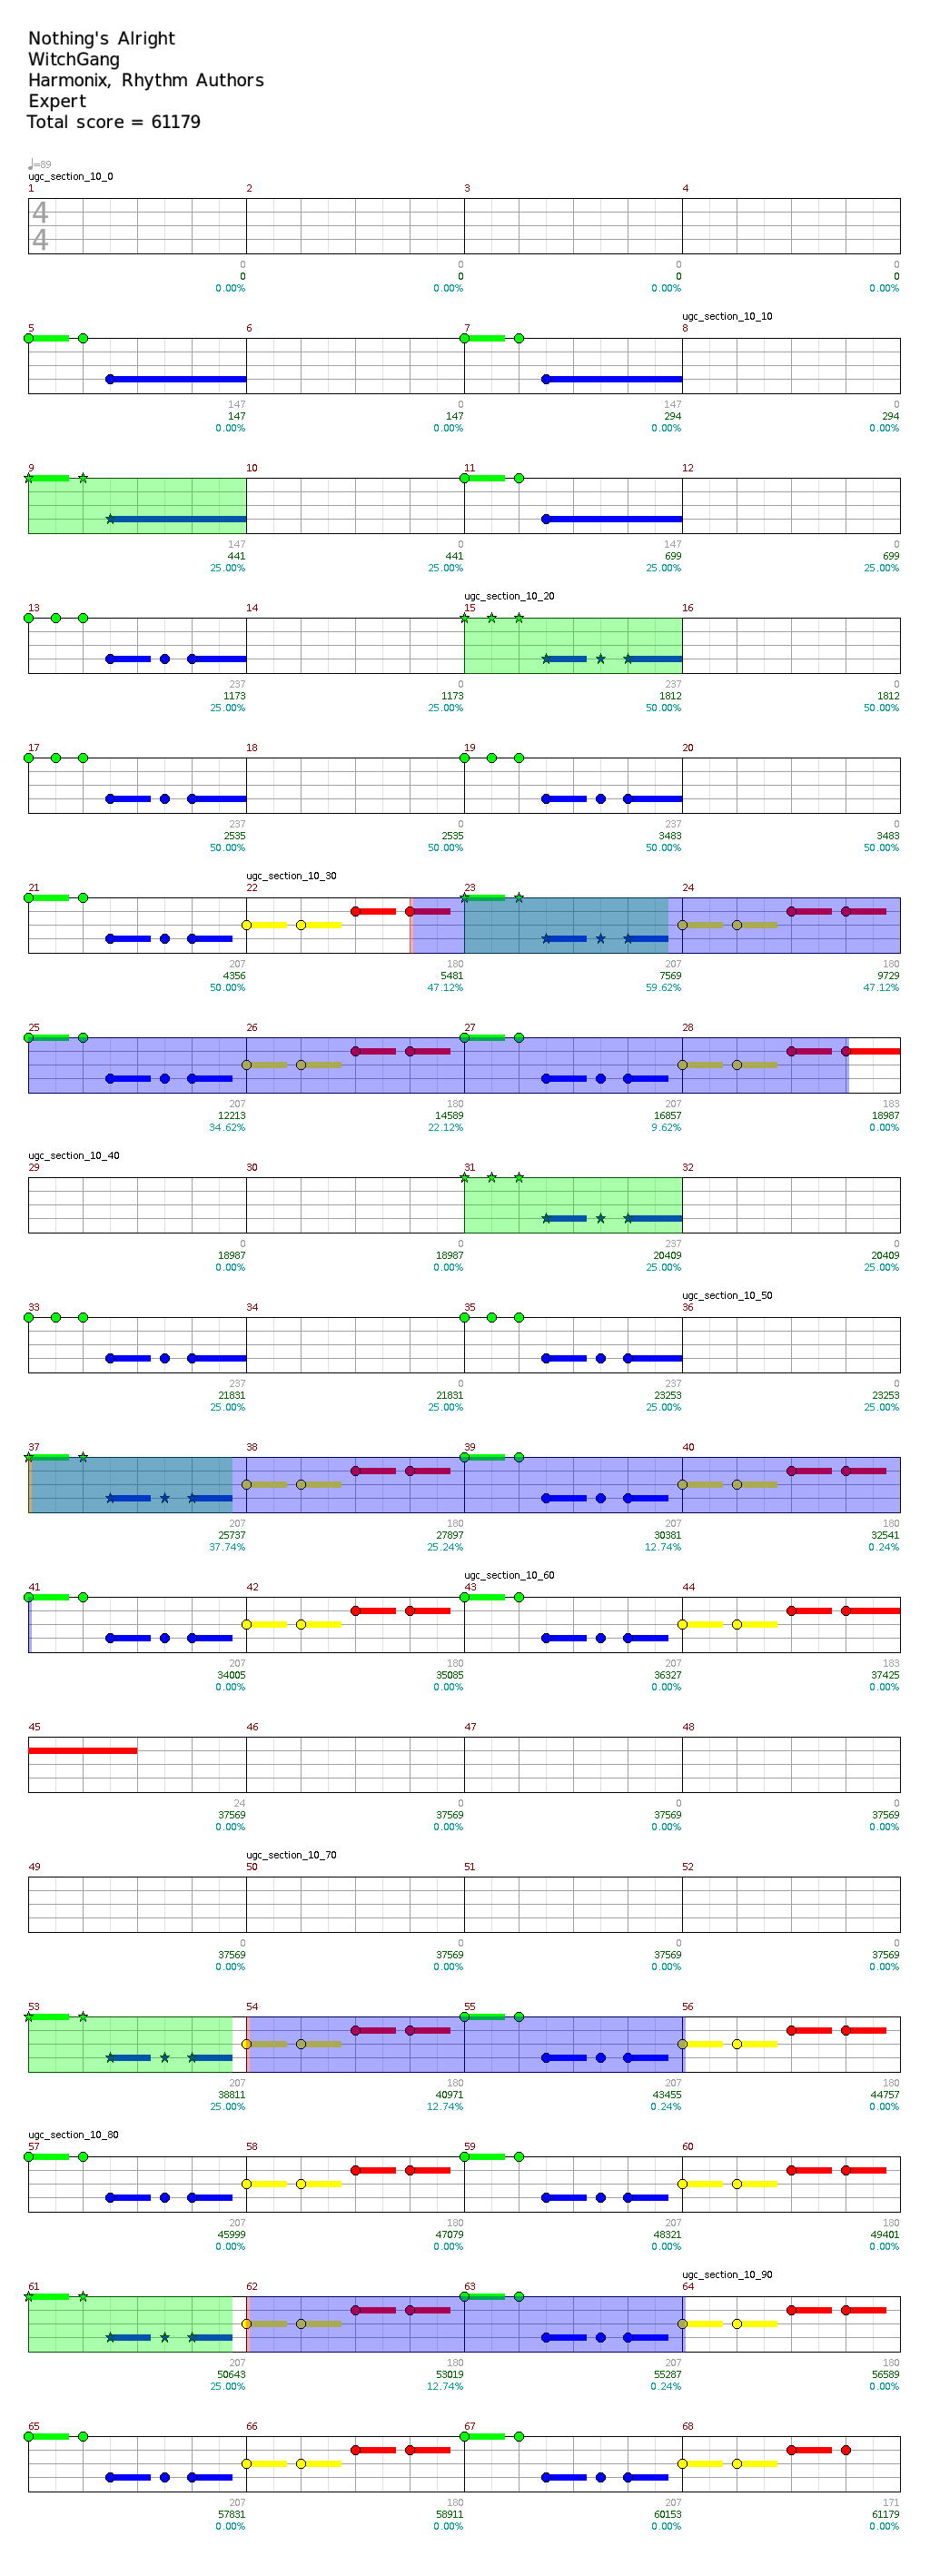 Nothing's Alright
WitchGang
Harmonix, Rhythm Authors
Expert
Total score = 61179
♩=89
ugc_section_10_0
1 2 3 4
4
4
0 0 0 0
0 0 0 0
0.00% 0.00% 0.00% 0.00%
ugc_section_10_10
5 6 7 8
147 0 147 0
147 147 294 294
0.00% 0.00% 0.00% 0.00%
9 10 11 12
147 0 147 0
441 441 699 699
25.00% 25.00% 25.00% 25.00%
ugc_section_10_20
13 14 15 16
237 0 237 0
1173 1173 1812 1812
25.00% 25.00% 50.00% 50.00%
17 18 19 20
237 0 237 0
2535 2535 3483 3483
50.00% 50.00% 50.00% 50.00%
ugc_section_10_30
21 22 23 24
207 180 207 180
4356 5481 7569 9729
50.00% 47.12% 59.62% 47.12%
25 26 27 28
207 180 207 183
12213 14589 16857 18987
34.62% 22.12% 9.62% 0.00%
ugc_section_10_40
29 30 31 32
0 0 237 0
18987 18987 20409 20409
0.00% 0.00% 25.00% 25.00%
ugc_section_10_50
33 34 35 36
237 0 237 0
21831 21831 23253 23253
25.00% 25.00% 25.00% 25.00%
37 38 39 40
207 180 207 180
25737 27897 30381 32541
37.74% 25.24% 12.74% 0.24%
ugc_section_10_60
41 42 43 44
207 180 207 183
34005 35085 36327 37425
0.00% 0.00% 0.00% 0.00%
45 46 47 48
24 0 0 0
37569 37569 37569 37569
0.00% 0.00% 0.00% 0.00%
ugc_section_10_70
49 50 51 52
0 0 0 0
37569 37569 37569 37569
0.00% 0.00% 0.00% 0.00%
53 54 55 56
207 180 207 180
38811 40971 43455 44757
25.00% 12.74% 0.24% 0.00%
ugc_section_10_80
57 58 59 60
207 180 207 180
45999 47079 48321 49401
0.00% 0.00% 0.00% 0.00%
ugc_section_10_90
61 62 63 64
207 180 207 180
50643 53019 55287 56589
25.00% 12.74% 0.24% 0.00%
65 66 67 68
207 180 207 171
57831 58911 60153 61179
0.00% 0.00% 0.00% 0.00%